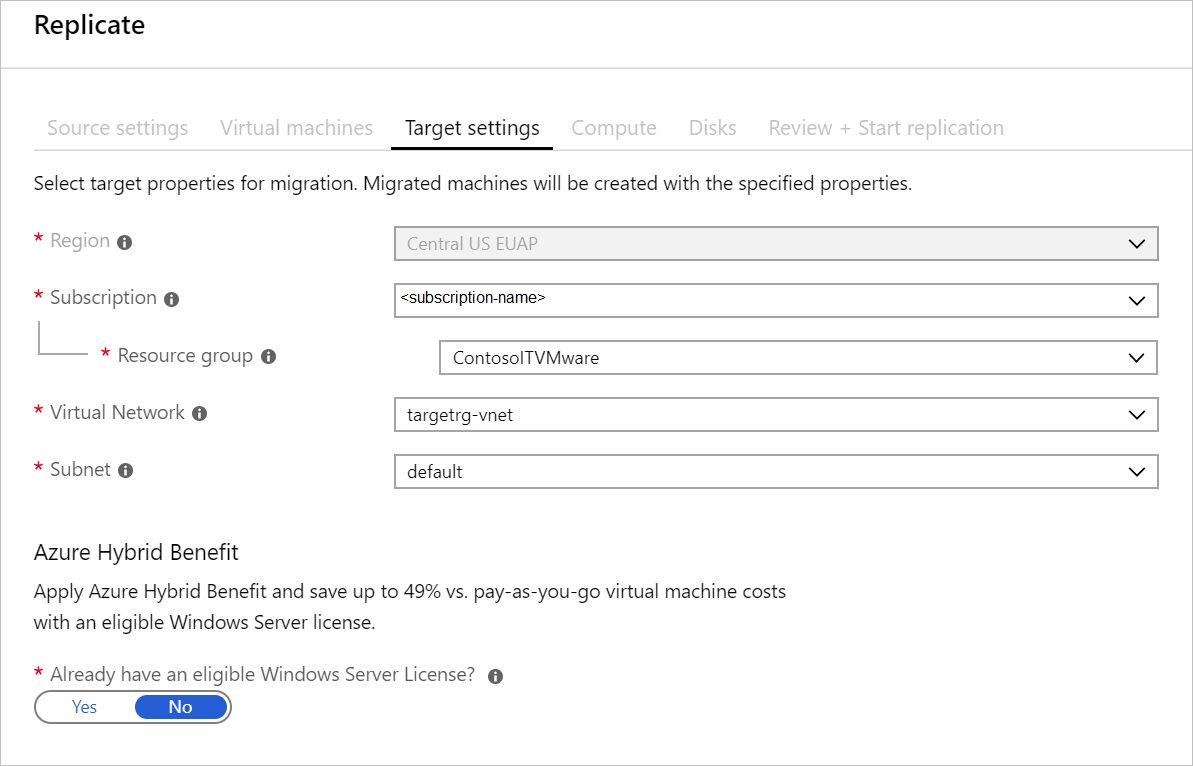 Replicate
Source settings Virtual machines Target settings Compute Disks Review + Start replication
Select target properties for migration. Migrated machines will be created with the specified properties.
* Region Central US EUAP
* Subscription <subscription-name>
* Resource group ContosoITVMware
* Virtual Network targetrg-vnet
* Subnet default
Azure Hybrid Benefit
Apply Azure Hybrid Benefit and save up to 49% vs. pay-as-you-go virtual machine costs
with an eligible Windows Server license.
* Already have an eligible Windows Server License?
Yes No